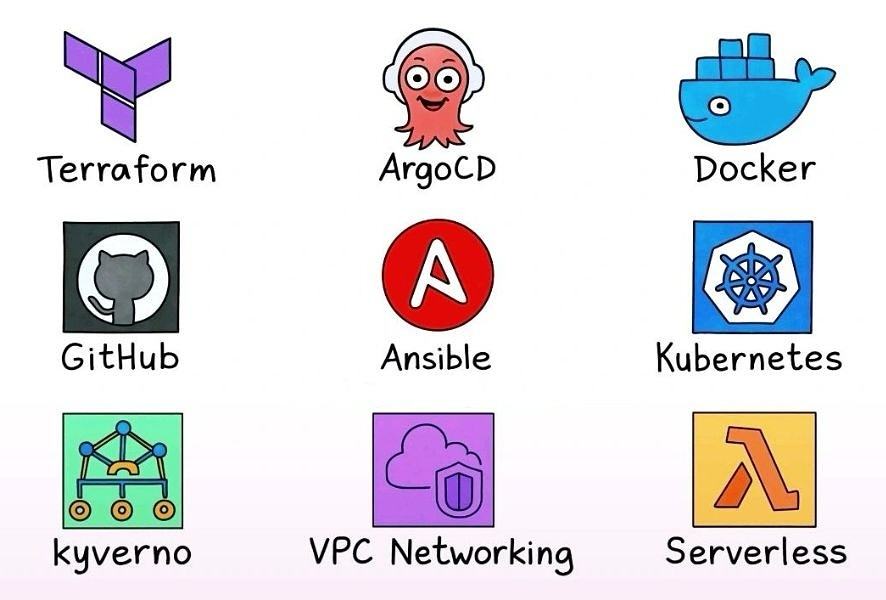 Terraform
ArgoCD
Docker
GitHub
Ansible
Kubernetes
kyverno
VPC Networking
Serverless